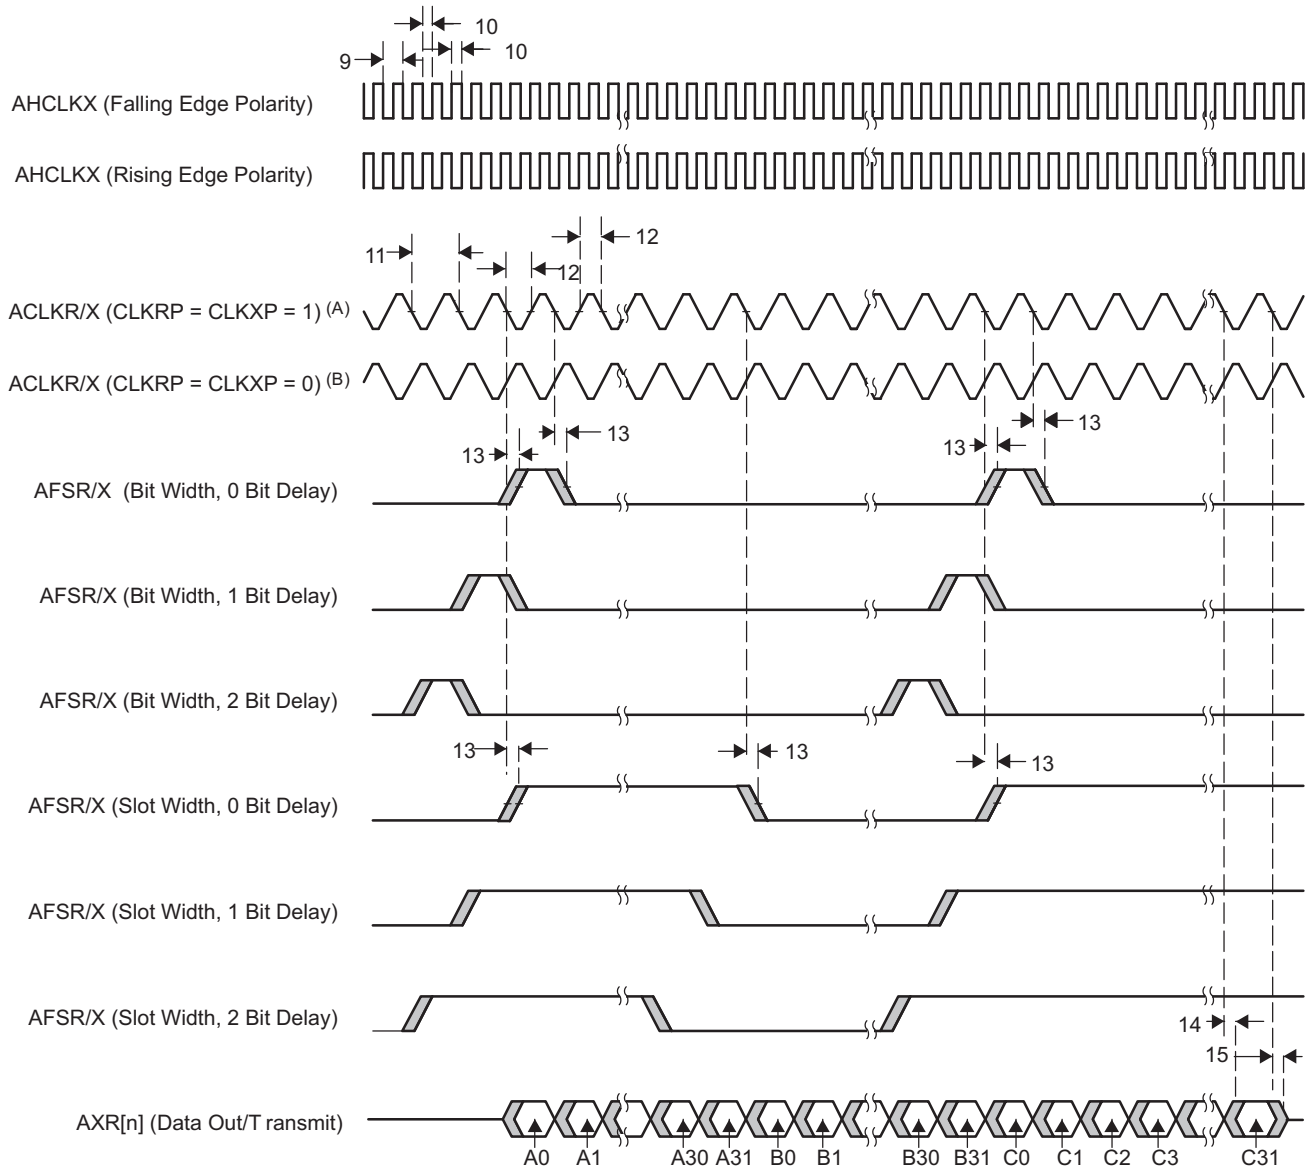 10
9
10
AHCLKX (Falling Edge Polarity)
AHCLKX (Rising Edge Polarity)
12
11
12
ACLKR/X (CLKRP = CLKXP = 1) (A)
ACLKR/X (CLKRP = CLKXP = 0) (B)
13 13 13 13
AFSR/X (Bit Width, 0 Bit Delay)
AFSR/X (Bit Width, 1 Bit Delay)
AFSR/X (Bit Width, 2 Bit Delay)
13 13 13
AFSR/X (Slot Width, 0 Bit Delay)
AFSR/X (Slot Width, 1 Bit Delay)
AFSR/X (Slot Width, 2 Bit Delay)
14
15
AXR[n] (Data Out/T ransmit)
A0 A1 A30 A31 B0 B1 B30 B31 C0 C1 C2 C3 C31